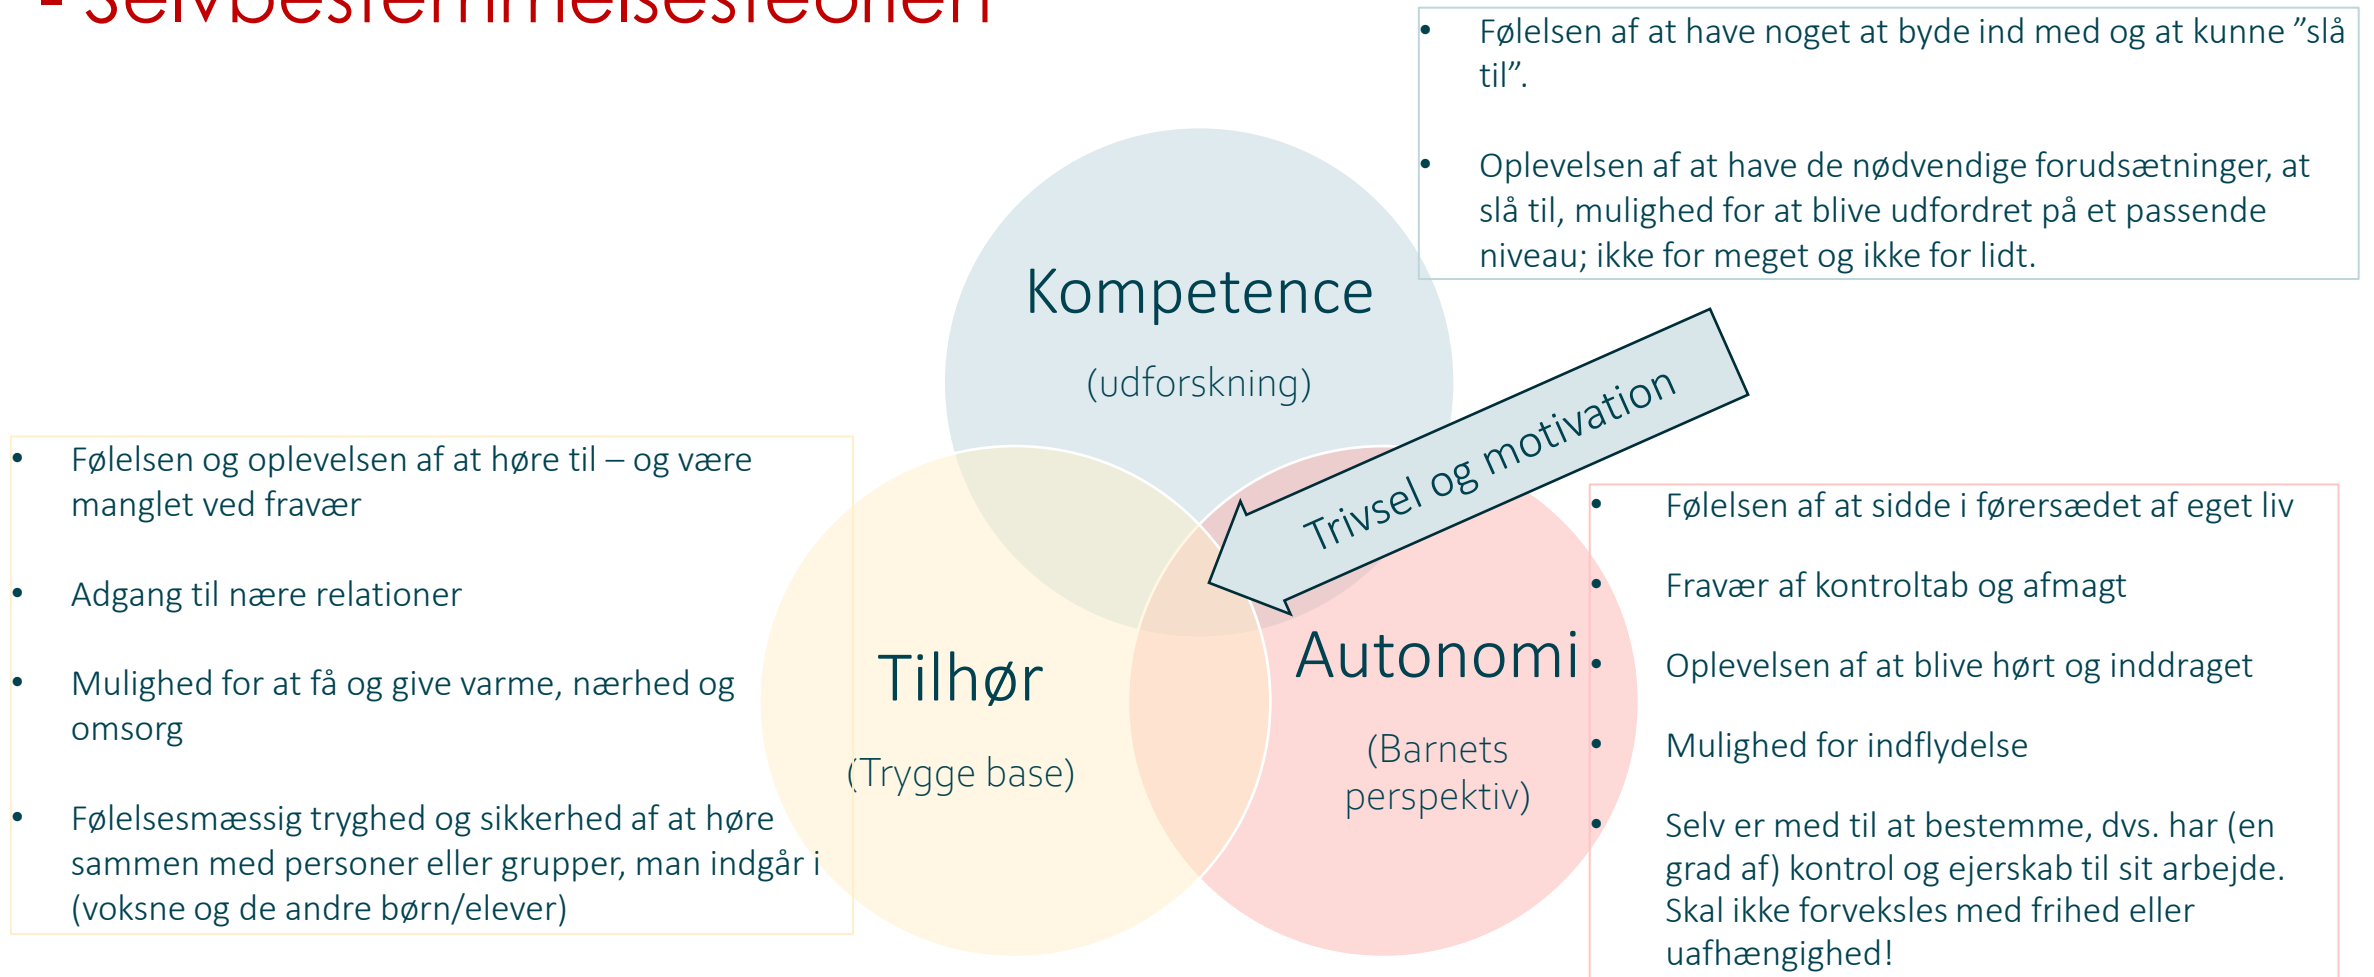 - Selvbestemmelsesteorien
• Følelsen af at have noget at byde ind med og at kunne ”slå
til”.
• Oplevelsen af at have de nødvendige forudsætninger, at
slå til, mulighed for at blive udfordret på et passende
niveau; ikke for meget og ikke for lidt.
Kompetence
(udforskning)
Trivsel og motivation
• Følelsen og oplevelsen af at høre til – og være
manglet ved fravær
• Adgang til nære relationer
• Mulighed for at få og give varme, nærhed og
omsorg
• Følelsesmæssig tryghed og sikkerhed af at høre
sammen med personer eller grupper, man indgår i
(voksne og de andre børn/elever)
Tilhør
(Trygge base)
Autonomi
(Barnets
perspektiv)
• Følelsen af at sidde i førersædet af eget liv
• Fravær af kontroltab og afmagt
• Oplevelsen af at blive hørt og inddraget
• Mulighed for indflydelse
• Selv er med til at bestemme, dvs. har (en
grad af) kontrol og ejerskab til sit arbejde.
Skal ikke forveksles med frihed eller
uafhængighed!